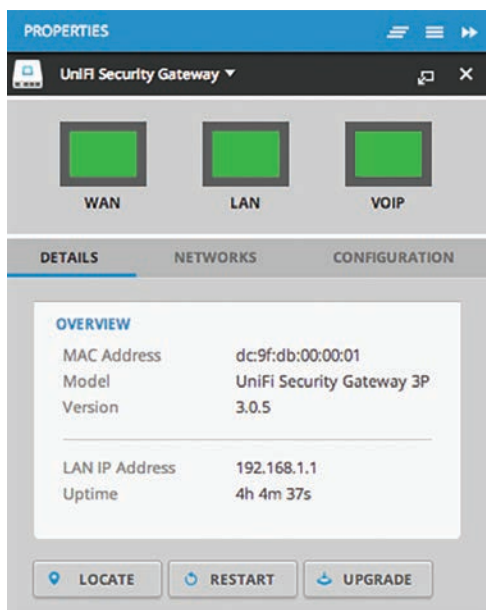 PROPERTIES
UniFi Security Gateway
WAN LAN VOIP
DETAILS NETWORKS CONFIGURATION
OVERVIEW
MAC Address dc:9f:db:00:00:01
Model UniFi Security Gateway 3P
Version 3.0.5
LAN IP Address 192.168.1.1
Uptime 4h 4m 37s
LOCATE RESTART UPGRADE